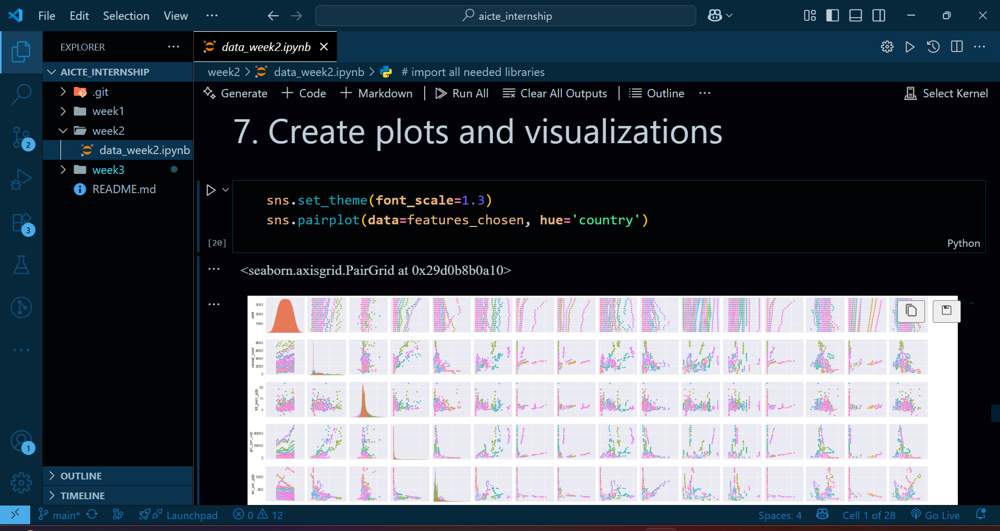 File Edit Selection View ···
aicte_internship
EXPLORER ···
AICTE_INTERNSHIP
.git
week1
week2
data_week2.ipynb
week3
README.md
OUTLINE
TIMELINE
2
3
1
data_week2.ipynb
week2 > data_week2.ipynb > # import all needed libraries
Generate + Code + Markdown | Run All Clear All Outputs | Outline ···
Select Kernel
7. Create plots and visualizations
sns.set_theme(font_scale=1.3)
sns.pairplot(data=features_chosen, hue='country')
[20]
Python
<seaborn.axisgrid.PairGrid at 0x29d0b8b0a10>
year
2005
2000
1995
cereal_yield
8000
6000
4000
2000
0
fdi_perc_gdp
20
10
0
gni_per_cap
40000
20000
0
en_per_gdp
1000
500
main* Launchpad 0 12
Spaces: 4 Cell 1 of 28 Go Live